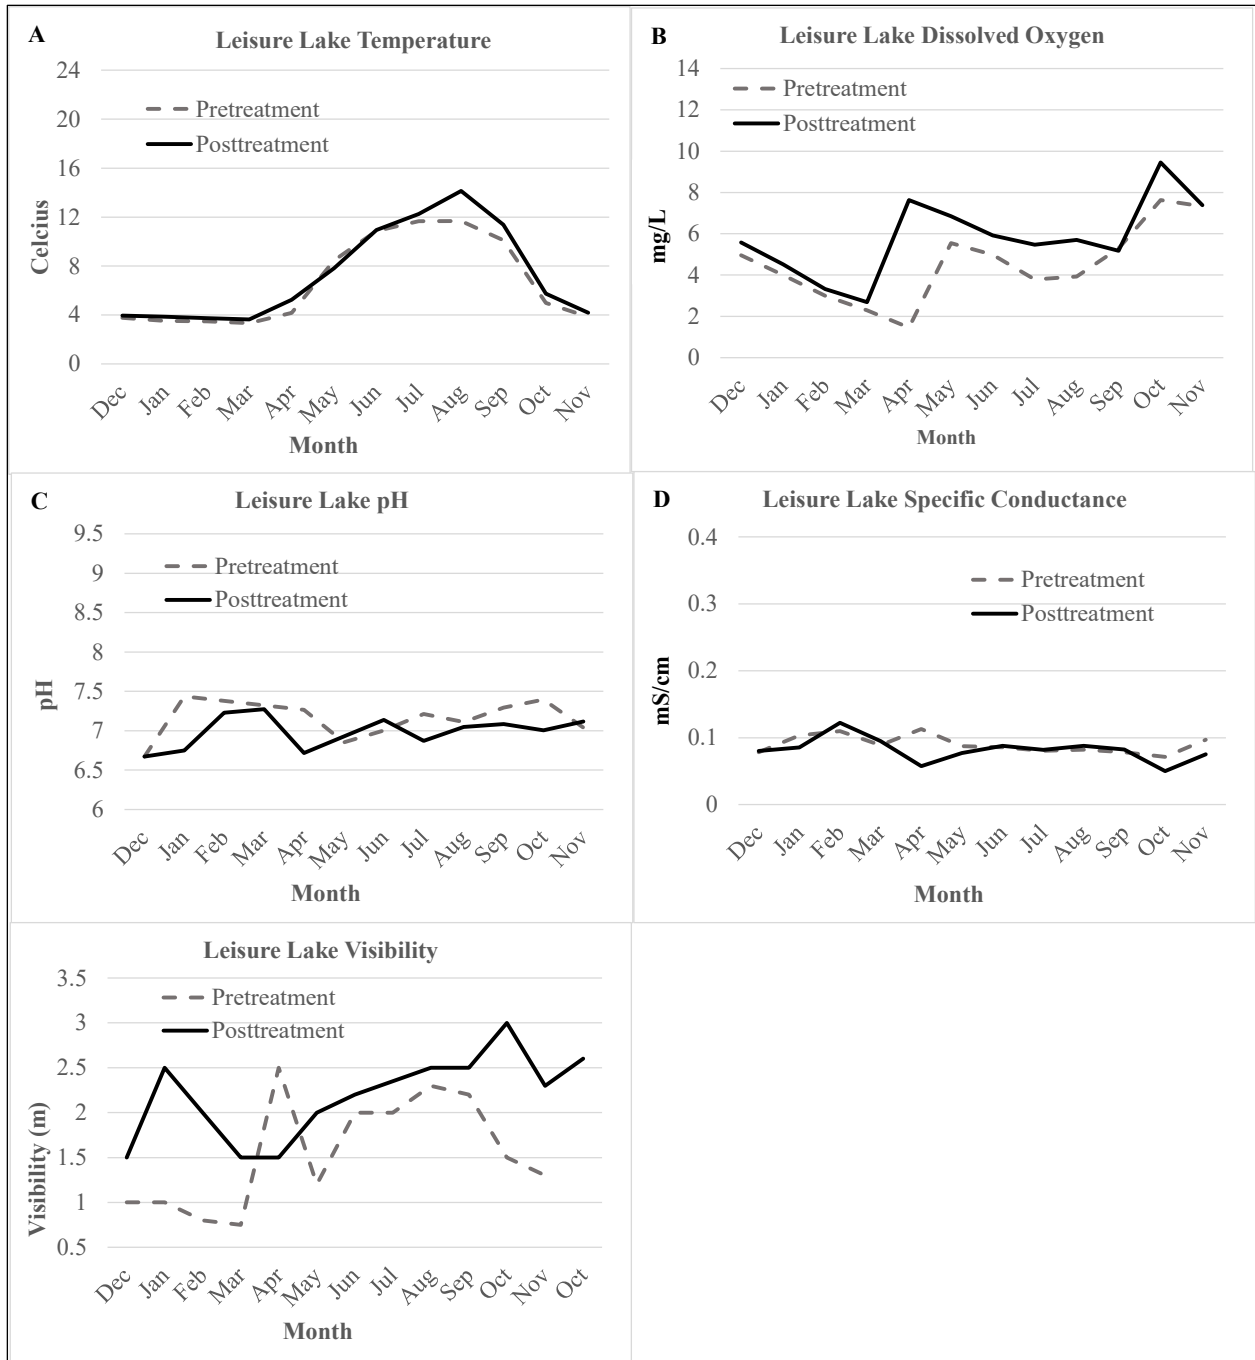 A
Leisure Lake Temperature
24
20
16
12
8
4
0
Celcius
Pretreatment
Posttreatment
Dec Jan Feb Mar Apr May Jun Jul Aug Sep Oct Nov
Month
B
Leisure Lake Dissolved Oxygen
14
12
10
8
6
4
2
0
mg/L
Pretreatment
Posttreatment
Dec Jan Feb Mar Apr May Jun Jul Aug Sep Oct Nov
Month
C
Leisure Lake pH
9.5
9
8.5
8
7.5
7
6.5
6
pH
Pretreatment
Posttreatment
Dec Jan Feb Mar Apr May Jun Jul Aug Sep Oct Nov
Month
D
Leisure Lake Specific Conductance
0.4
0.3
0.2
0.1
0
mS/cm
Pretreatment
Posttreatment
Dec Jan Feb Mar Apr May Jun Jul Aug Sep Oct Nov
Month
Leisure Lake Visibility
3.5
3
2.5
2
1.5
1
0.5
Visibility (m)
Pretreatment
Posttreatment
Dec Jan Feb Mar Apr May Jun Jul Aug Sep Oct Nov Oct
Month